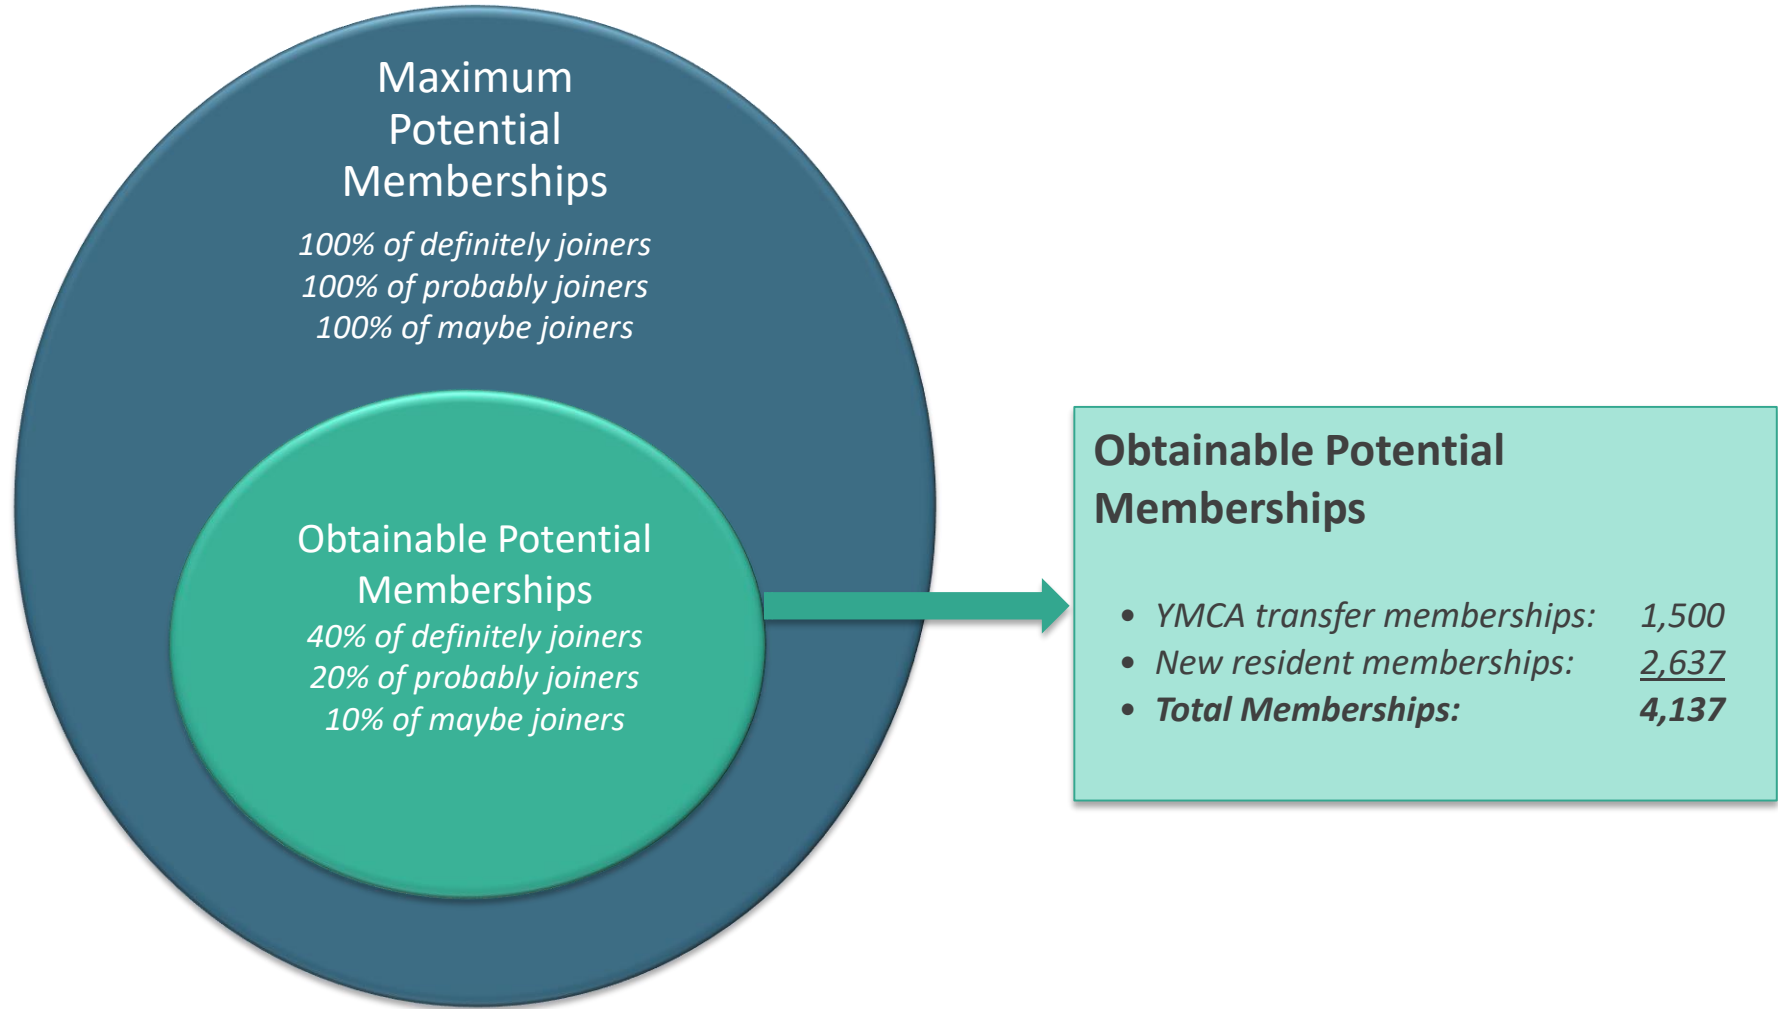 Maximum
Potential
Memberships
100% of definitely joiners
100% of probably joiners
100% of maybe joiners
Obtainable Potential
Memberships
40% of definitely joiners
20% of probably joiners
10% of maybe joiners
Obtainable Potential
Memberships
• YMCA transfer memberships: 1,500
• New resident memberships: 2,637
• Total Memberships: 4,137